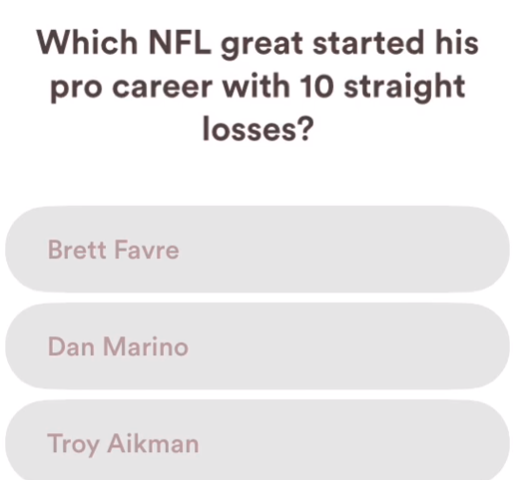 Which NFL great started his
pro career with 10 straight
losses?
Brett Favre
Dan Marino
Troy Aikman